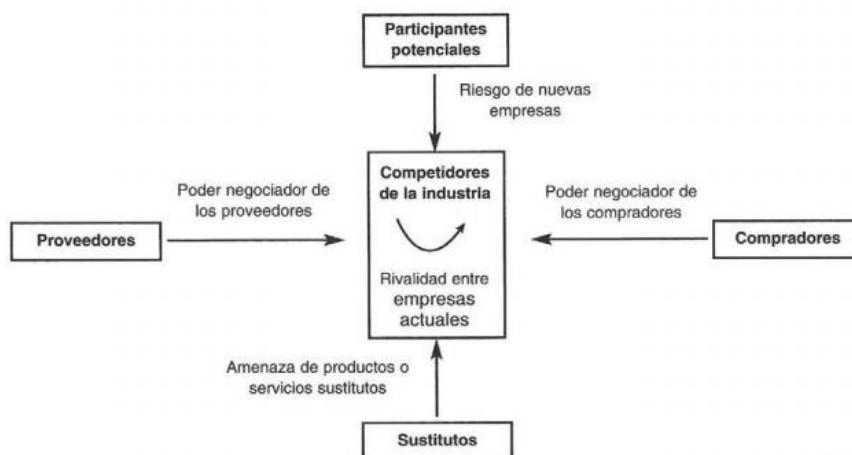 Participantes
potenciales
Riesgo de nuevas
empresas
Competidores
de la industria
Poder negociador de
los proveedores
Poder negociador de
los compradores
Proveedores
Compradores
Rivalidad entre
empresas
actuales
Amenaza de productos o
servicios sustitutos
Sustitutos